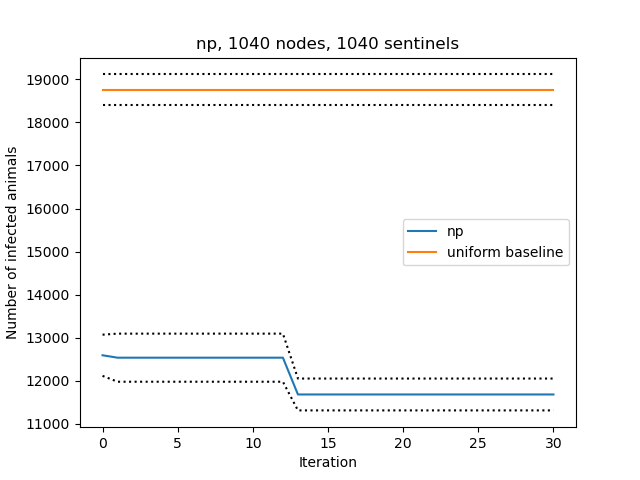 np, 1040 nodes, 1040 sentinels
19000
18000
17000
16000
15000
14000
13000
12000
11000
Number of infected animals
np
uniform baseline
0 5 10 15 20 25 30
Iteration